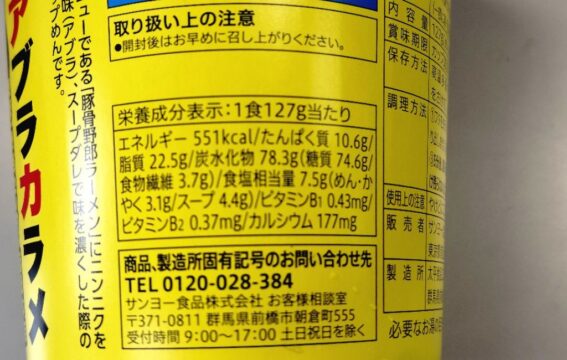 アブラカラメ
ューである「豚骨野郎ラーメン」にニンニクを
味(アブラ)、スープダレで味を濃くした際の
プめんです。
取り扱い上の注意
●開封後はお早めに召し上がりください。
栄養成分表示:1食127g当たり
エネルギー 551kcal/たんぱく質 10.6g/
脂質 22.5g/炭水化物 78.3g(糖質 74.6g/
食物繊維 3.7g)/食塩相当量 7.5g(めん・か
やく 3.1g/スープ 4.4g)/ビタミンB1 0.43mg/
ビタミンB2 0.37mg/カルシウム 177mg
商品、製造所固有記号のお問い合わせ先
TEL 0120-028-384
サンヨー食品株式会社 お客様相談室
〒371-0811 群馬県前橋市朝倉町555
受付時間 9:00〜17:00 土日祝日を除く
内容量
賞味期限
保存方法
調理方法
使用上の注意
販売者
サンヨー
東京都
製造所
太平
群馬県
必要なお湯の